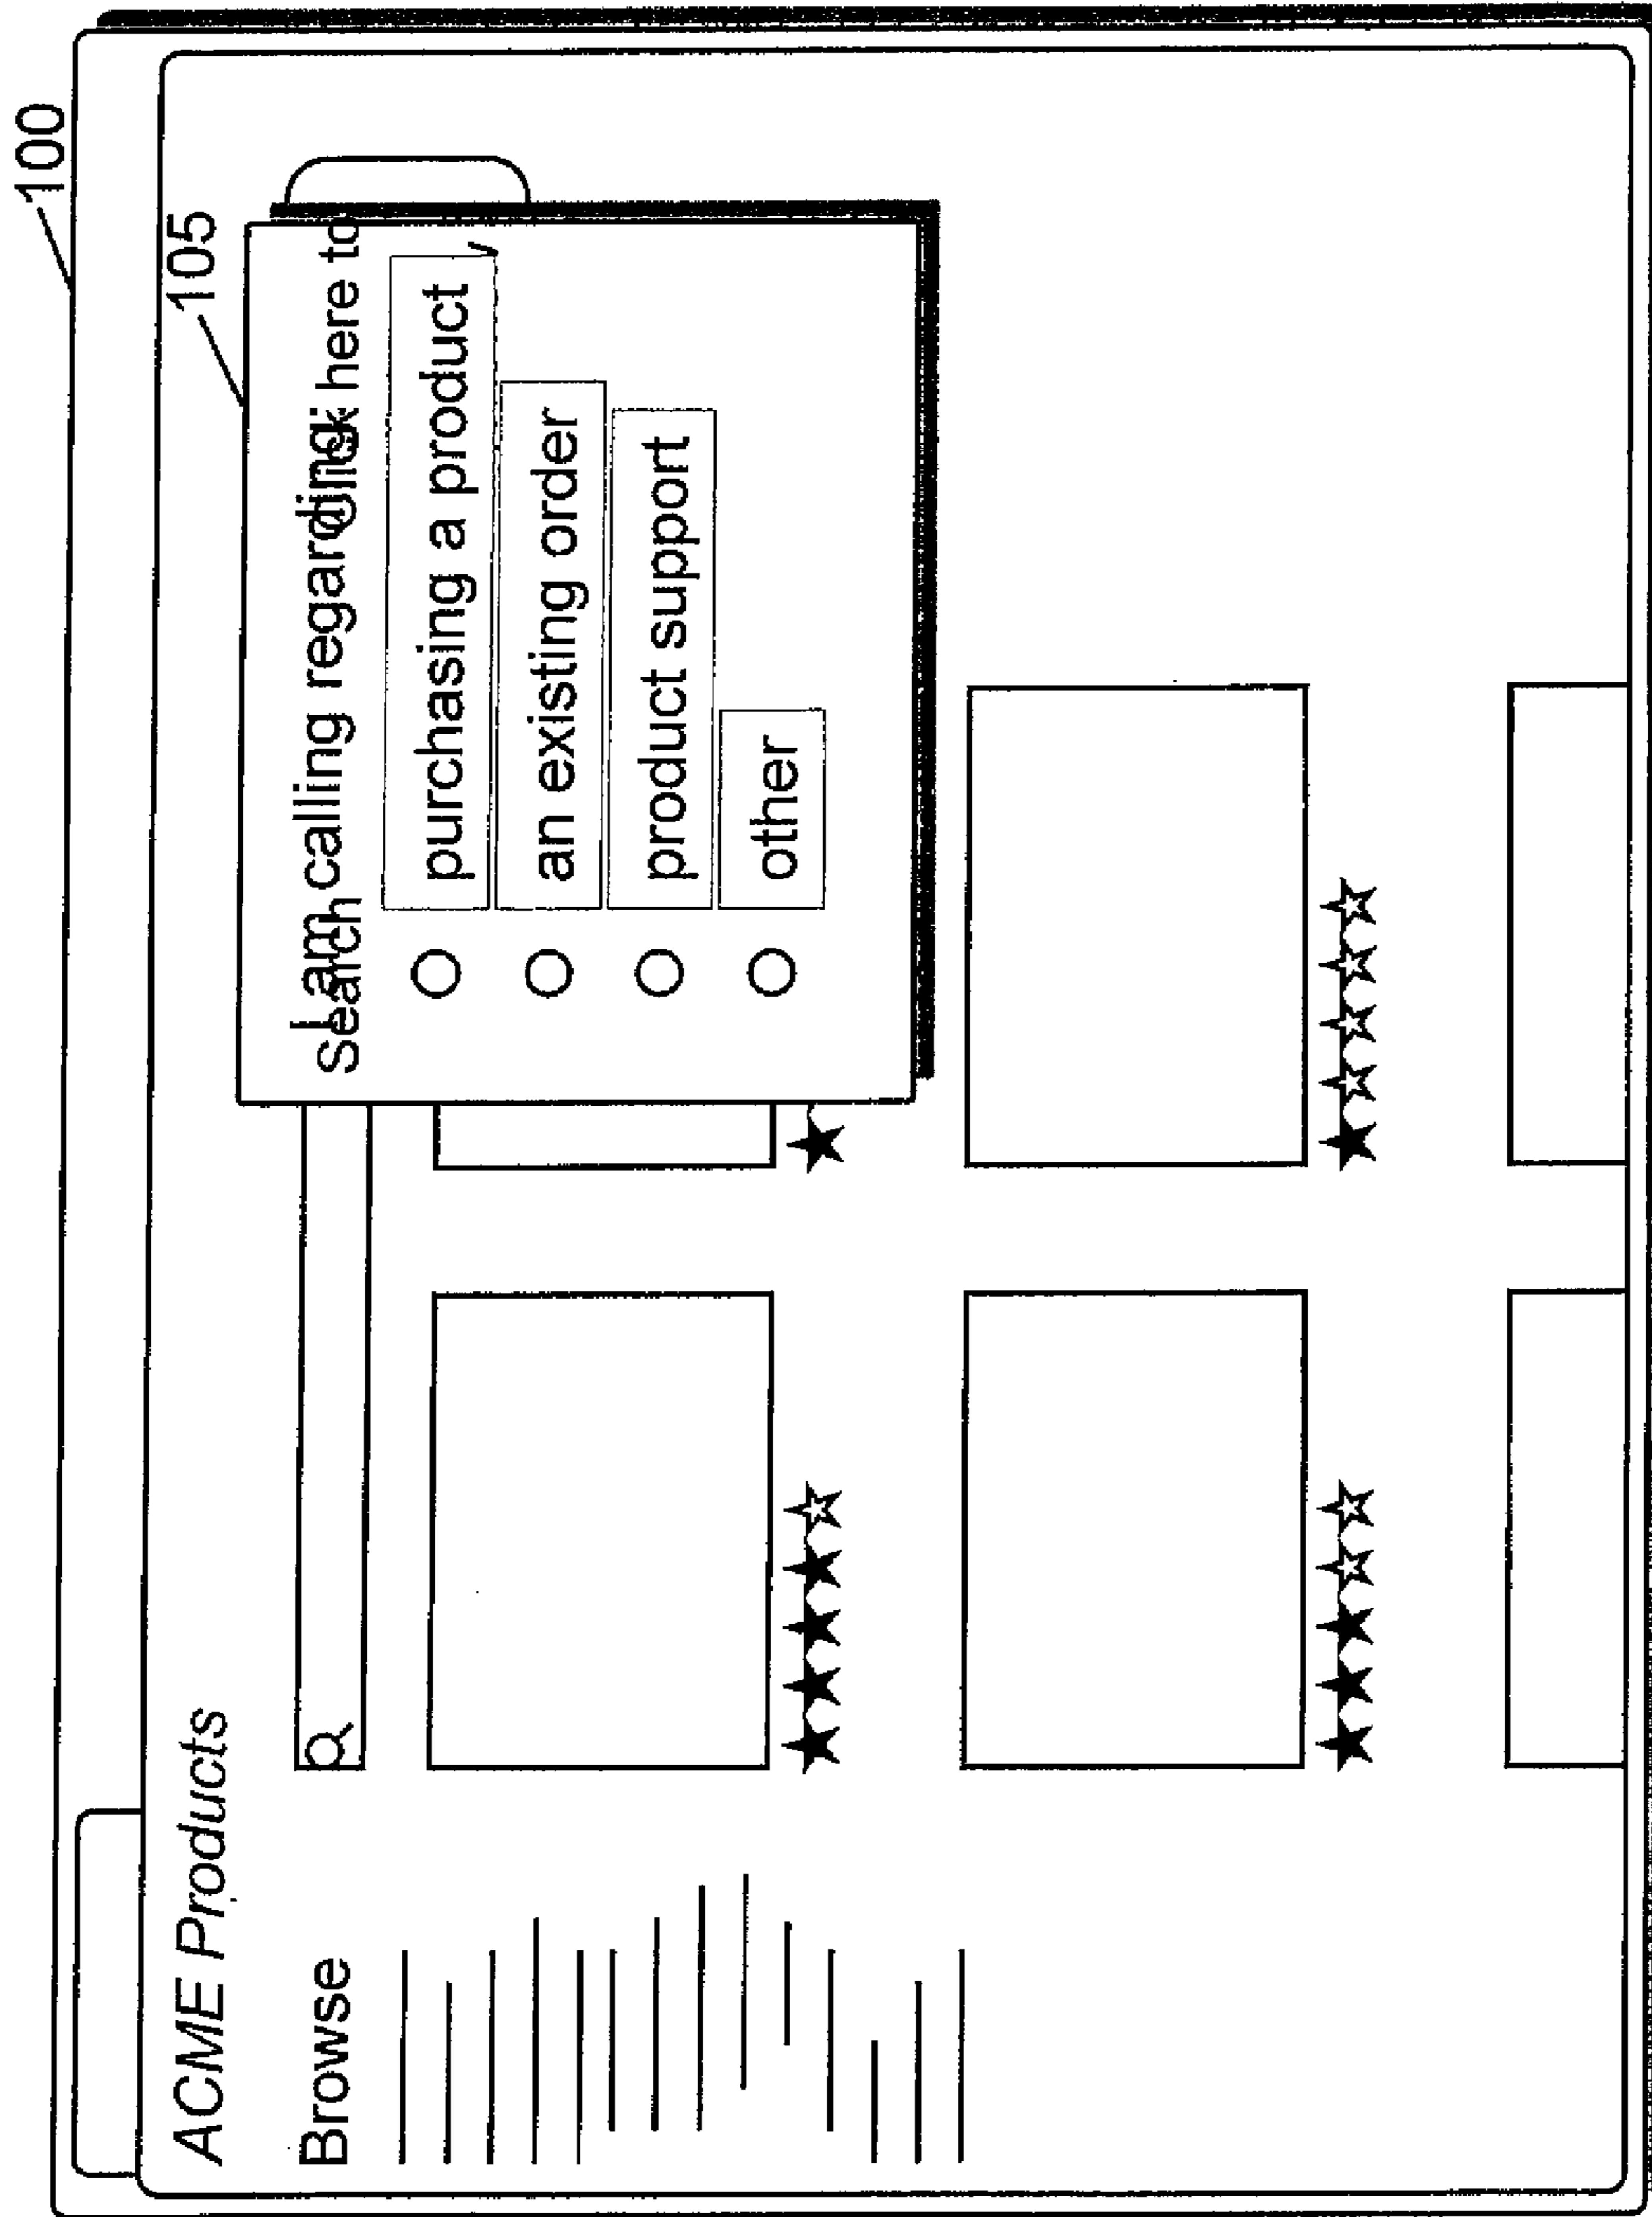 100
105
ACME Products
Browse
Search
I am calling regarding:
Click here to
purchasing a product
an existing order
product support
other